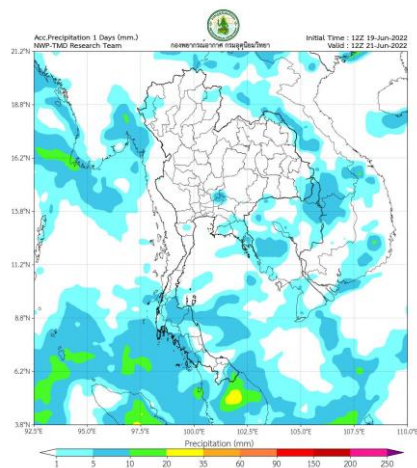 Acc.Precipitation 1 Days (mm.)
NWP-TMD Research Team
กองพยากรณ์อากาศ กรมอุตุนิยมวิทยา
Initial Time : 12Z 19-Jun-2022
Valid : 12Z 21-Jun-2022
21.2°N
18.8°N
16.2°N
13.8°N
11.2°N
8.8°N
6.2°N
3.8°N
92.5°E 95.0°E 97.5°E 100.0°E 102.5°E 105.0°E 107.5°E 110.0°E
Precipitation (mm)
1 5 10 20 35 60 90 150 200 250